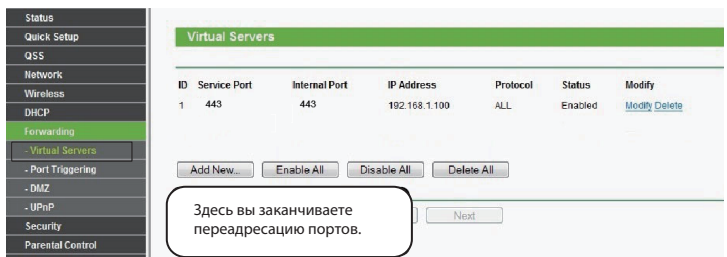 Status
Quick Setup
QSS
Network
Wireless
DHCP
Forwarding
- Virtual Servers
- Port Triggering
- DMZ
- UPnP
Security
Parental Control
Virtual Servers
ID Service Port Internal Port IP Address Protocol Status Modify
1 443 443 192.168.1.100 ALL Enabled Modify Delete
Add New... Enable All Disable All Delete All
Next
Здесь вы заканчиваете
переадресацию портов.